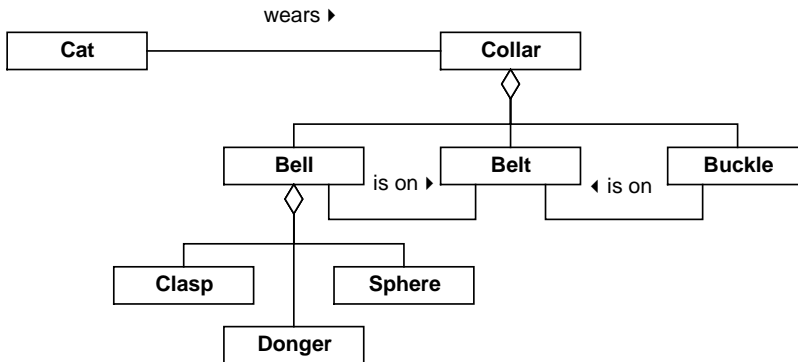 wears ▸
Cat
Collar
Bell
Belt
Buckle
is on ▸
◂ is on
Clasp
Sphere
Donger